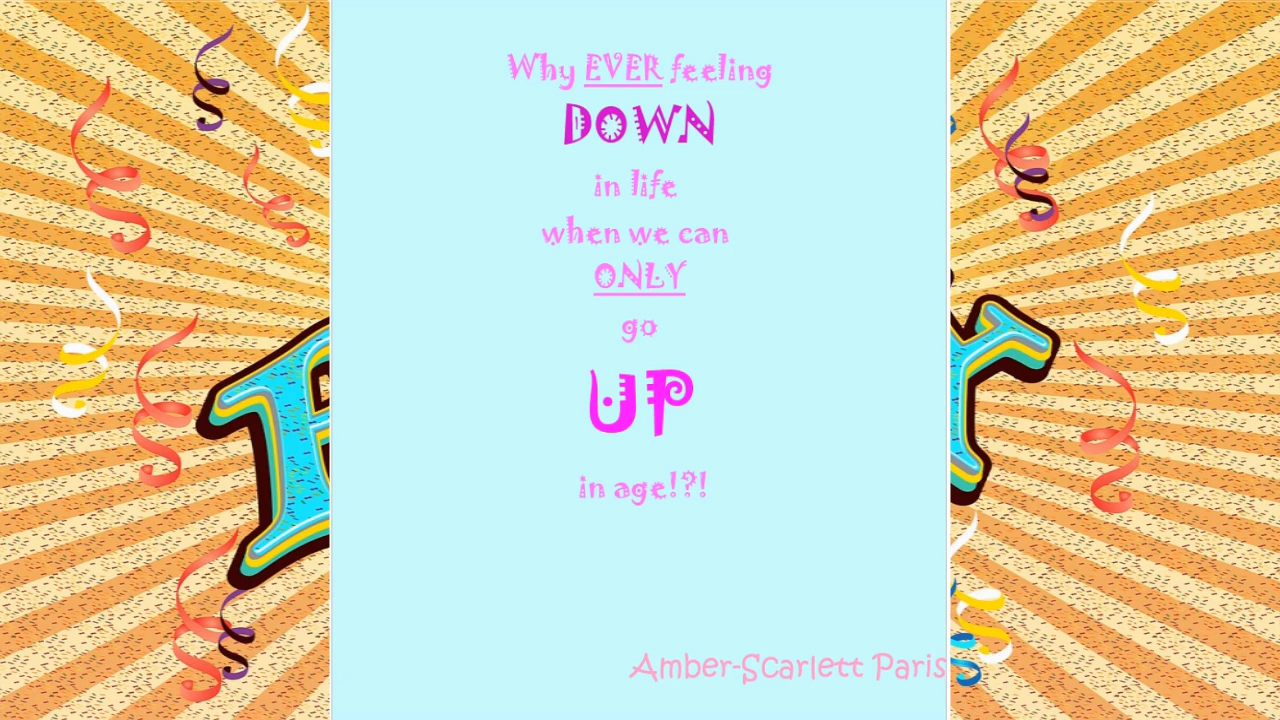 Why EVER feeling
DOWN
in life
when we can
ONLY
go
UP
in age!?!
Amber-Scarlett Paris